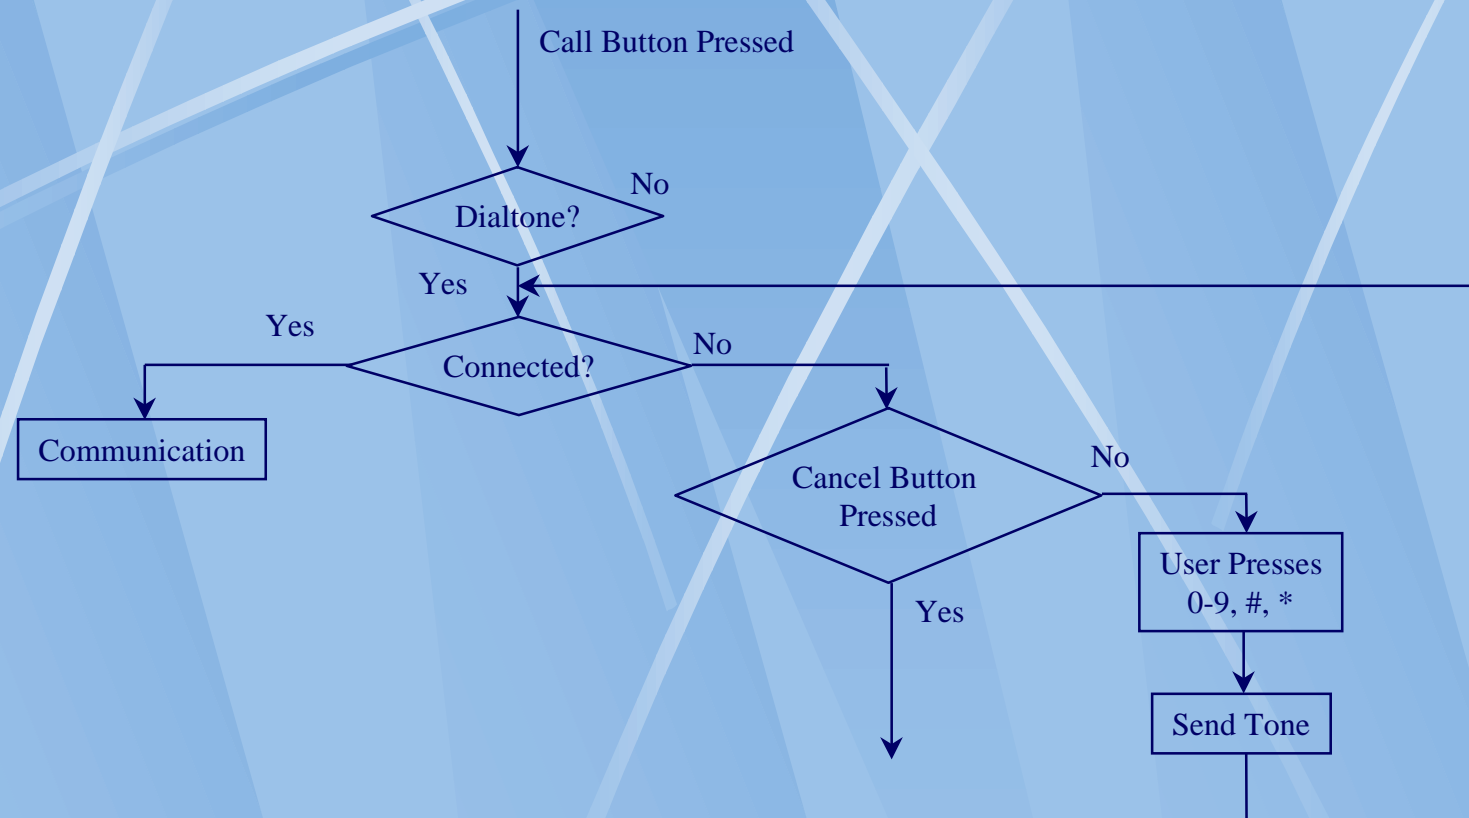 Call Button Pressed
No
Dialtone?
Yes
Yes
Connected?
No
Communication
Cancel Button
Pressed
No
Yes
User Presses
0-9, #, *
Send Tone